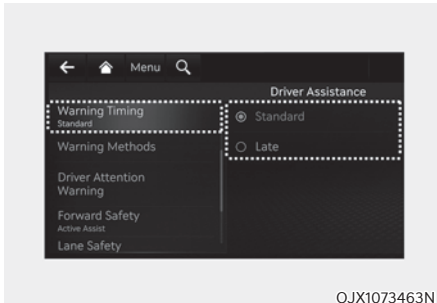 Menu
Driver Assistance
Warning Timing
Standard
Warning Methods
Driver Attention
Warning
Forward Safety
Active Assist
Lane Safety
Standard
Late
OJX1073463N